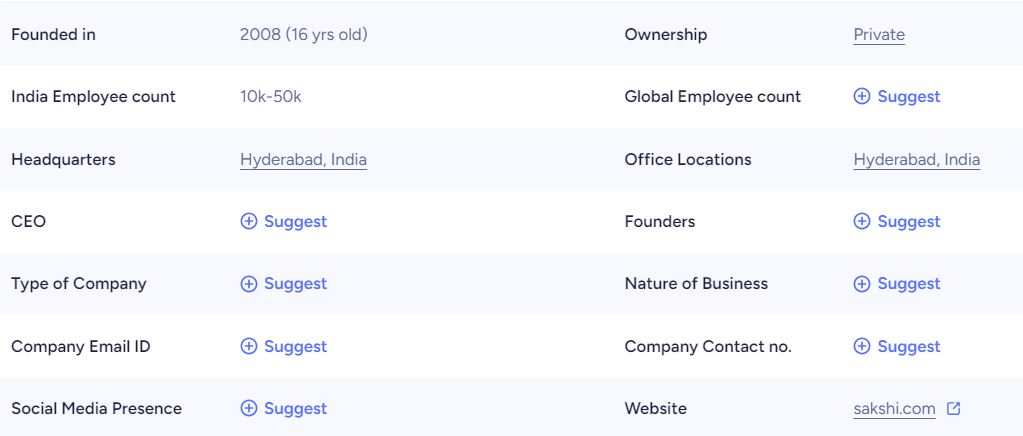 Founded in 2008 (16 yrs old) Ownership Private
India Employee count 10k-50k Global Employee count Suggest
Headquarters Hyderabad, India Office Locations Hyderabad, India
CEO Suggest Founders Suggest
Type of Company Suggest Nature of Business Suggest
Company Email ID Suggest Company Contact no. Suggest
Social Media Presence Suggest Website sakshi.com